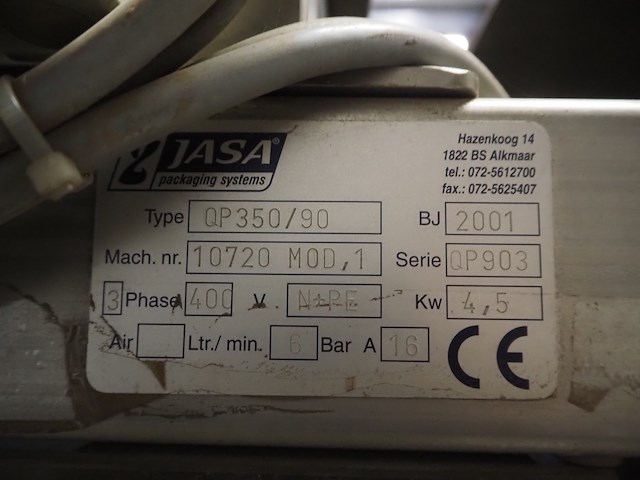 JASA®
packaging systems
Hazenkoog 14
1822 BS Alkmaar
tel.: 072-5612700
fax.: 072-5625407
Type QP350/90 BJ 2001
Mach. nr. 10720 MOD,1 Serie QP903
3 Phase 400 V. N+PE Kw 4,5
Air Ltr./ min. 6 Bar A 16
CE